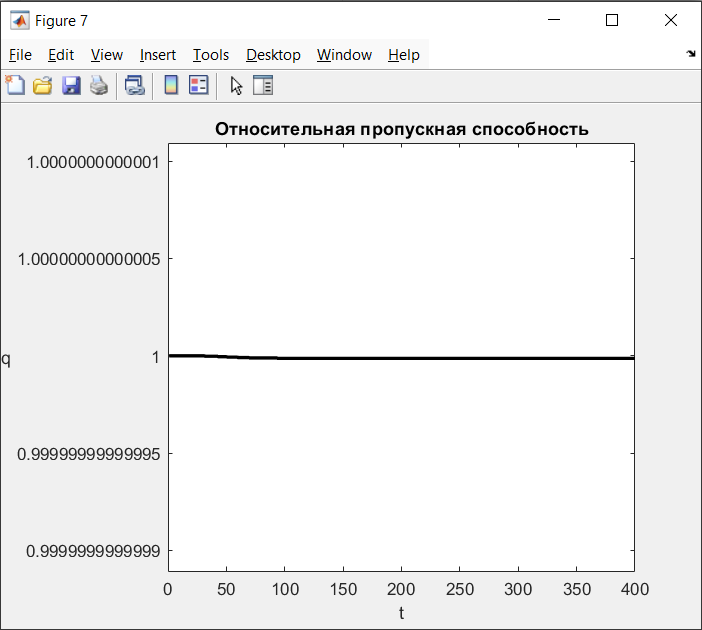 Figure 7
File Edit View Insert Tools Desktop Window Help
Относительная пропускная способность
1.0000000000001
1.00000000000005
q
1
0.99999999999995
0.9999999999999
0 50 100 150 200 250 300 350 400
t